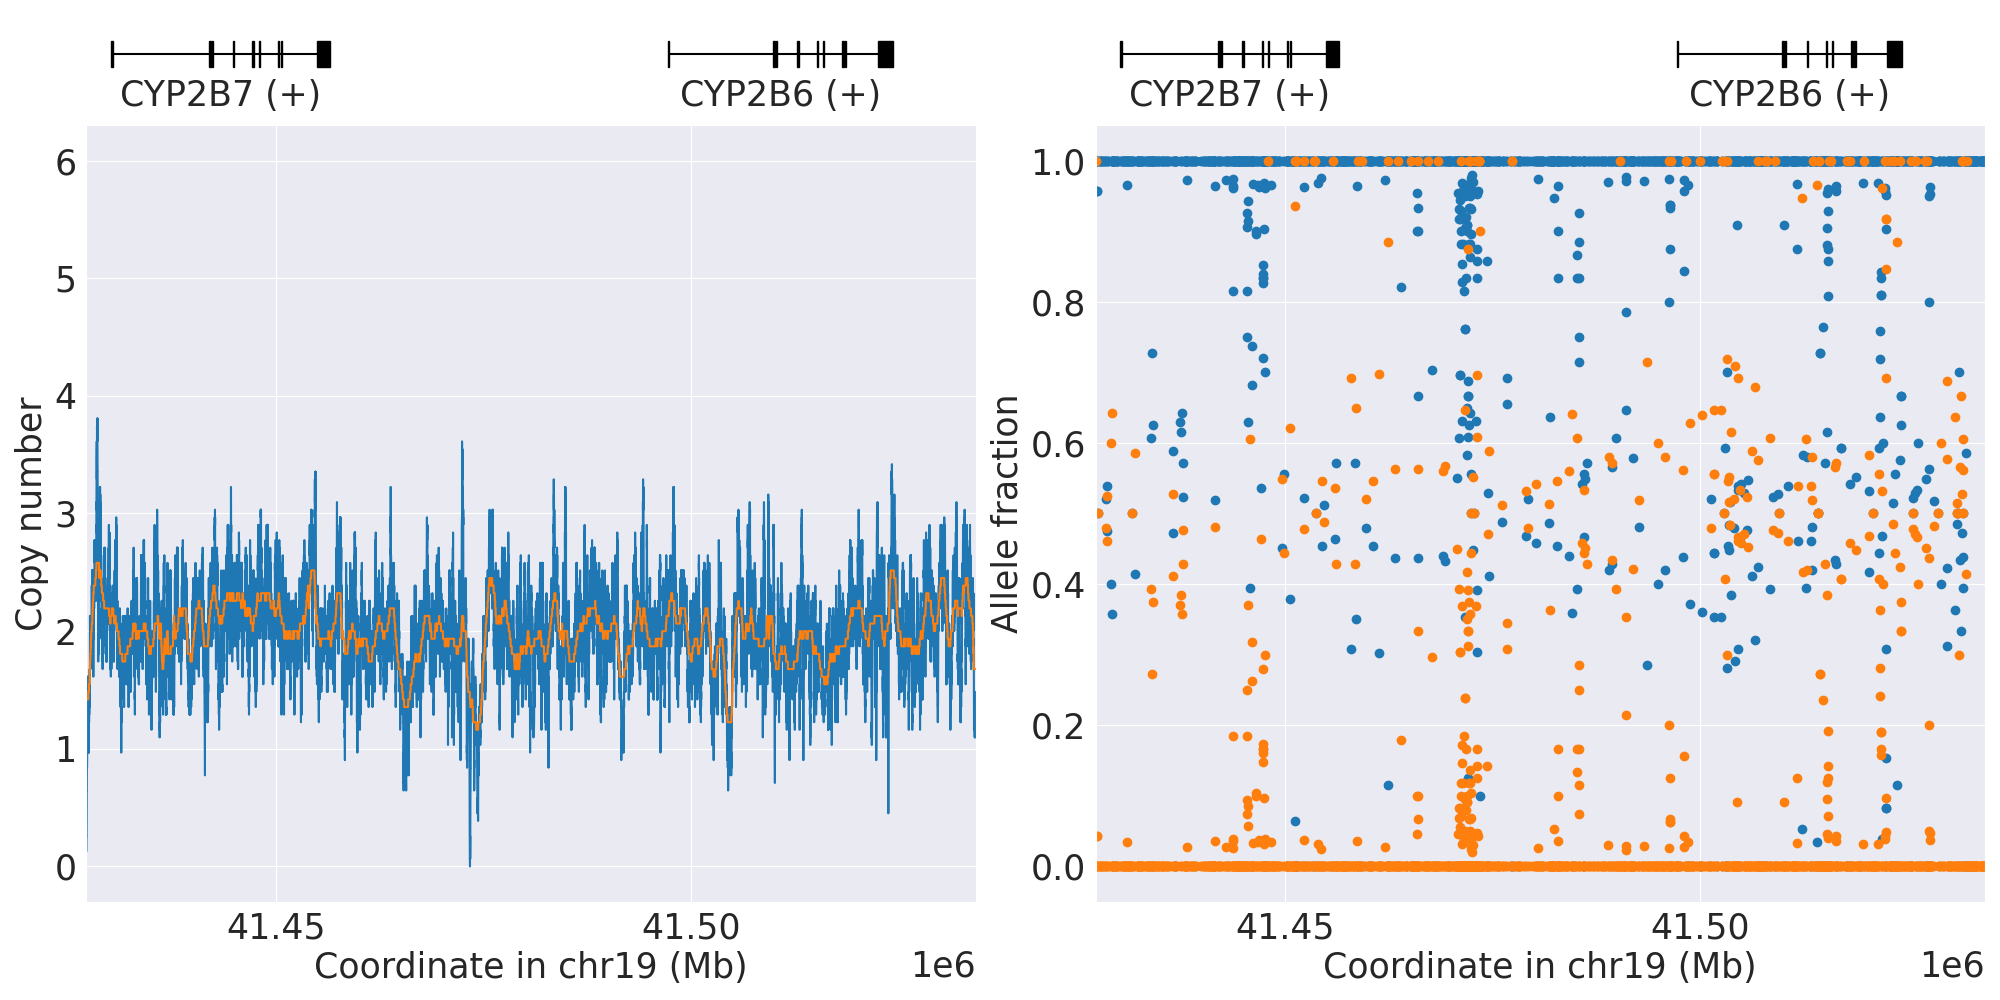 CYP2B7 (+) CYP2B6 (+)
6
5
4
3
2
1
0
Copy number
41.45 41.50
Coordinate in chr19 (Mb) 1e6
CYP2B7 (+) CYP2B6 (+)
1.0
0.8
0.6
0.4
0.2
0.0
Allele fraction
41.45 41.50
Coordinate in chr19 (Mb) 1e6